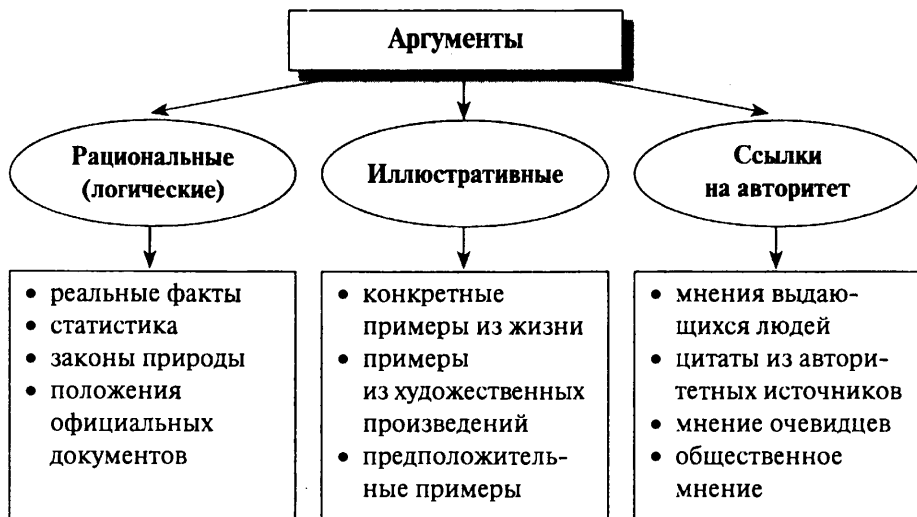 Аргументы
Рациональные
(логические)
Иллюстративные
Ссылки
на авторитет
• реальные факты
• статистика
• законы природы
• положения
официальных
документов
• конкретные
примеры из жизни
• примеры
из художественных
произведений
• предположитель-
ные примеры
• мнения выдаю-
щихся людей
• цитаты из автори-
тетных источников
• мнение очевидцев
• общественное
мнение